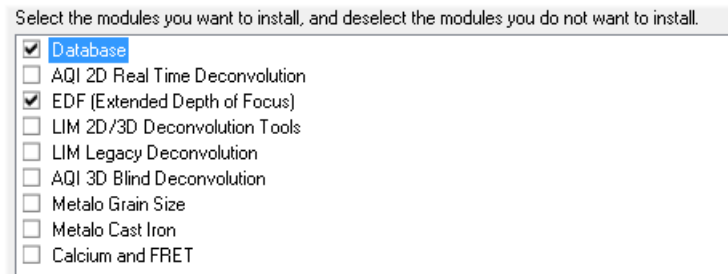 Select the modules you want to install, and deselect the modules you do not want to install.
Database
AQI 2D Real Time Deconvolution
EDF (Extended Depth of Focus)
LIM 2D/3D Deconvolution Tools
LIM Legacy Deconvolution
AQI 3D Blind Deconvolution
Metalo Grain Size
Metalo Cast Iron
Calcium and FRET